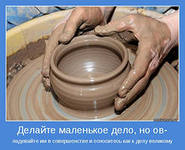 Делайте маленькое дело, но ов-
ладевайте им в совершенстве и относитесь как к делу великому